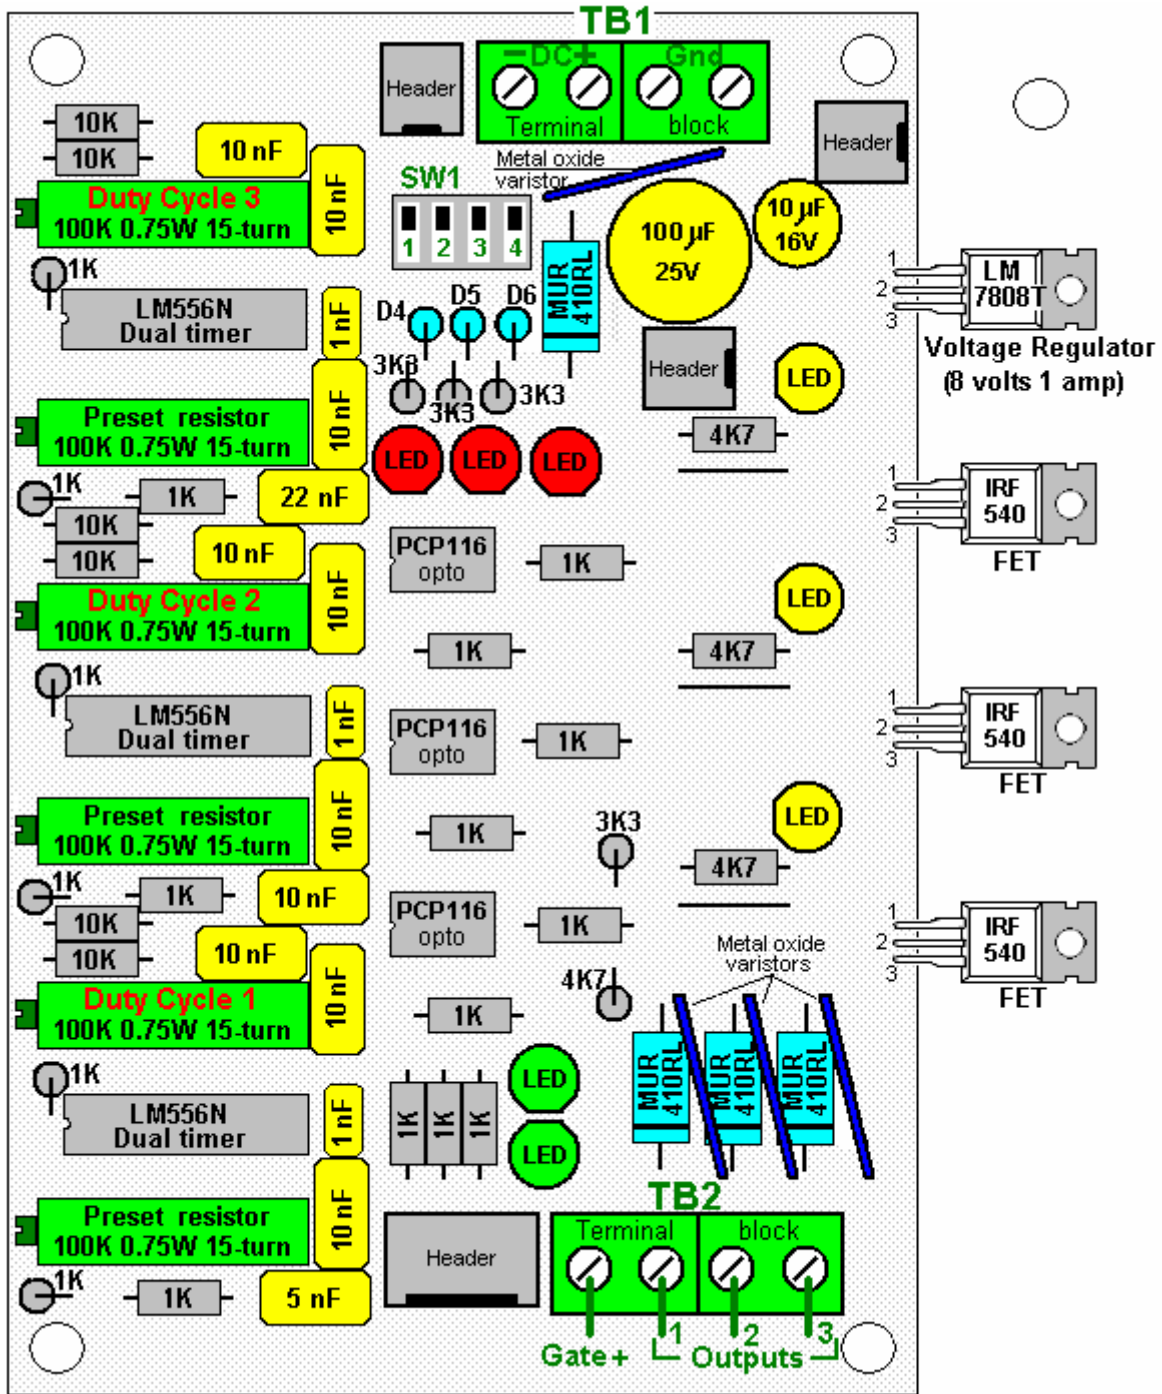 TB1
Header
– DC +
Gnd
Terminal
block
Header
10K
10K
10 nF
Metal oxide
varistor
Duty Cycle 3
100K 0.75W 15-turn
10 nF
SW1
1 2 3 4
MUR
410RL
100 µF
25V
10 µF
16V
1K
LM556N
Dual timer
1 nF
D4
D5
D6
1
2
3
LM
7808T
Voltage Regulator
(8 volts 1 amp)
3K3
3K3
3K3
Header
LED
Preset resistor
100K 0.75W 15-turn
10 nF
LED
LED
LED
4K7
1K
1K
22 nF
1
2
3
IRF
540
FET
10K
10K
10 nF
PCP116
opto
1K
Duty Cycle 2
100K 0.75W 15-turn
10 nF
LED
1K
4K7
1K
LM556N
Dual timer
1 nF
PCP116
opto
1K
1
2
3
IRF
540
FET
Preset resistor
100K 0.75W 15-turn
10 nF
1K
3K3
LED
4K7
1K
1K
10 nF
10K
10K
10 nF
PCP116
opto
1K
1
2
3
IRF
540
FET
Metal oxide
varistors
Duty Cycle 1
100K 0.75W 15-turn
10 nF
1K
4K7
MUR
410RL
MUR
410RL
MUR
410RL
1K
LM556N
Dual timer
1 nF
1K
1K
1K
LED
LED
Preset resistor
100K 0.75W 15-turn
10 nF
Header
TB2
Terminal
block
1K
1K
5 nF
Gate +
1
2
3
Outputs